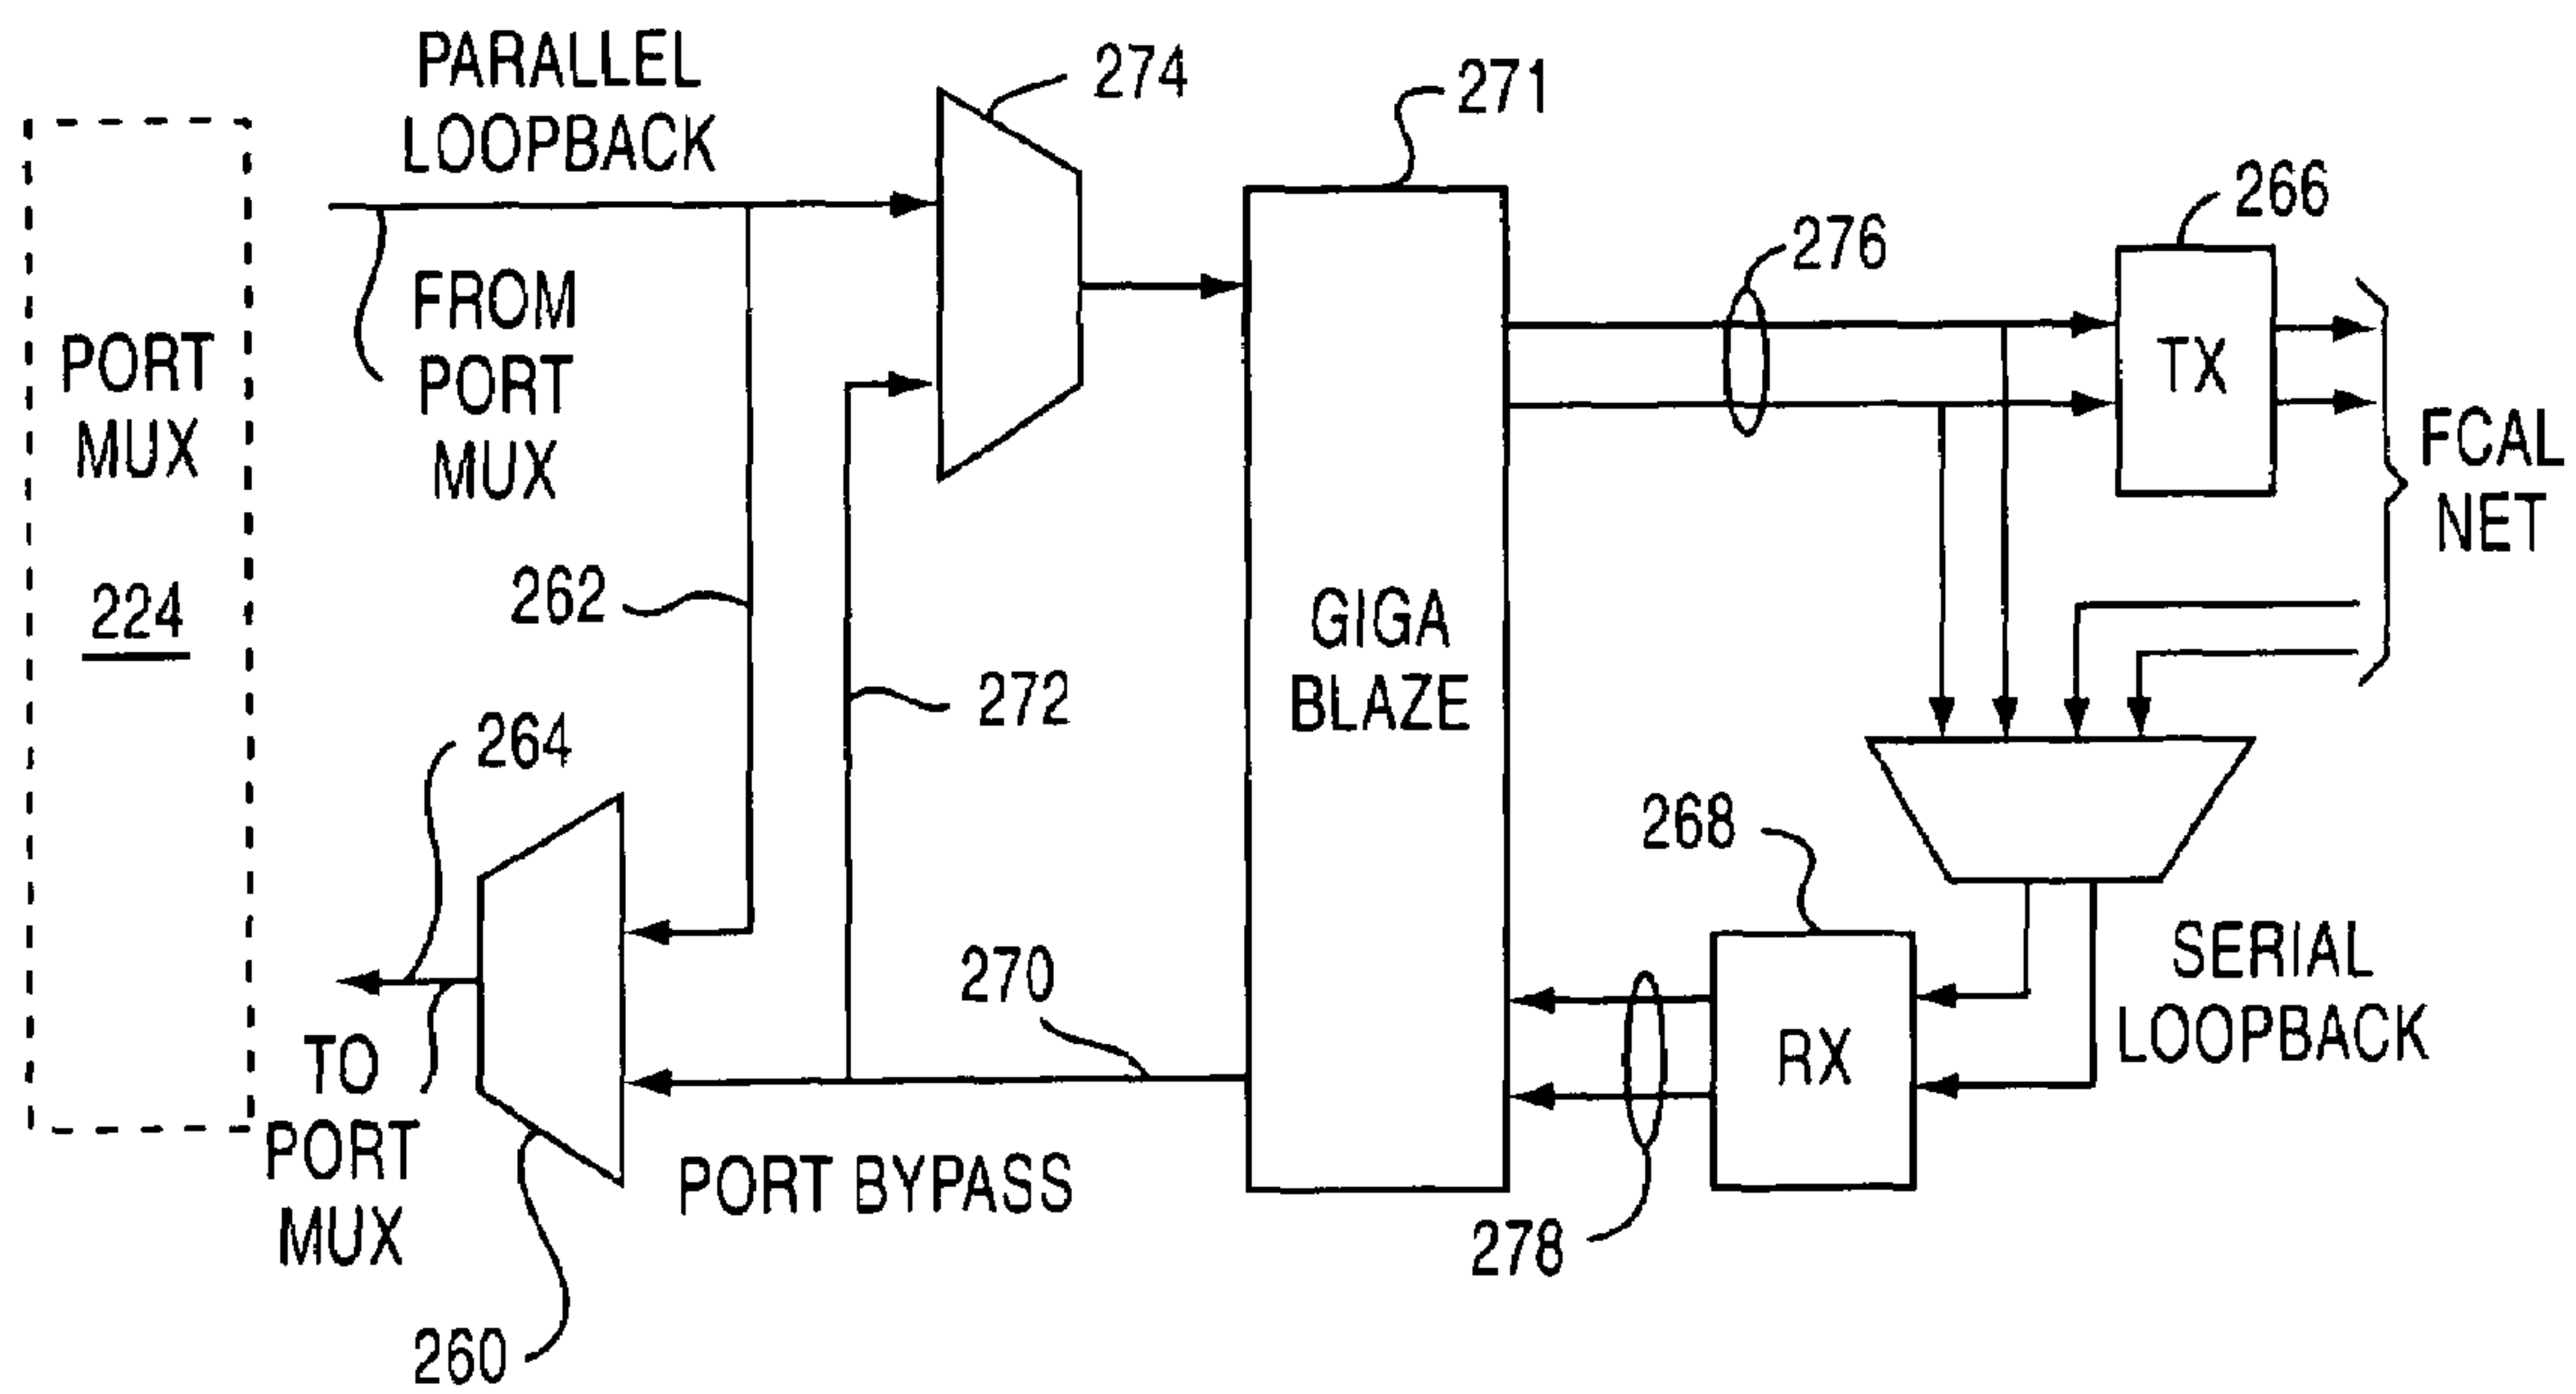 PARALLEL
LOOPBACK
274
271
266
276
FROM
PORT
MUX
PORT
MUX
224
TX
FCAL
NET
262
272
GIGA
BLAZE
264
268
270
SERIAL
LOOPBACK
RX
TO
PORT
MUX
PORT BYPASS
278
260